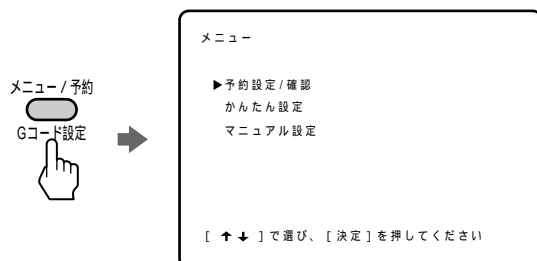 メニュー / 予約
Gコード設定
メニュー
▶予約設定/確認
かんたん設定
マニュアル設定
[ ↑↓ ]で選び、[決定]を押してください